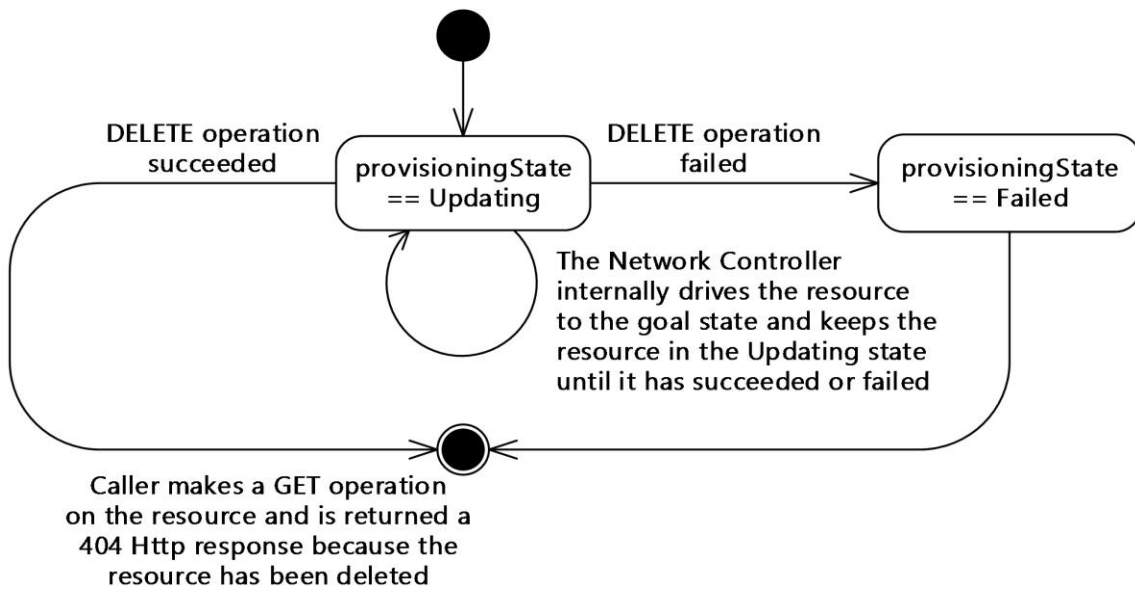 DELETE operation
succeeded
provisioningState
== Updating
DELETE operation
failed
provisioningState
== Failed
The Network Controller
internally drives the resource
to the goal state and keeps the
resource in the Updating state
until it has succeeded or failed
Caller makes a GET operation
on the resource and is returned a
404 Http response because the
resource has been deleted